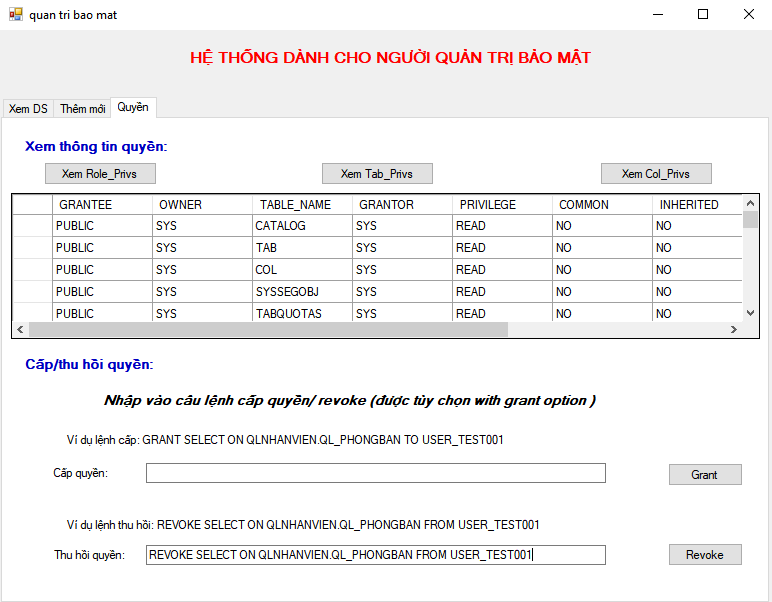 quan tri bao mat
HỆ THỐNG DÀNH CHO NGƯỜI QUẢN TRỊ BẢO MẬT
Xem DS Thêm mới Quyền
Xem thông tin quyền:
Xem Role_Privs Xem Tab_Privs Xem Col_Privs
GRANTEE OWNER TABLE_NAME GRANTOR PRIVILEGE COMMON INHERITED
PUBLIC SYS CATALOG SYS READ NO NO
PUBLIC SYS TAB SYS READ NO NO
PUBLIC SYS COL SYS READ NO NO
PUBLIC SYS SYSSEGOBJ SYS READ NO NO
PUBLIC SYS TABQUOTAS SYS READ NO NO
Cấp/thu hồi quyền:
Nhập vào câu lệnh cấp quyền/ revoke (được tùy chọn with grant option )
Ví dụ lệnh cấp: GRANT SELECT ON QLNHANVIEN.QL_PHONGBAN TO USER_TEST001
Cấp quyền: Grant
Ví dụ lệnh thu hồi: REVOKE SELECT ON QLNHANVIEN.QL_PHONGBAN FROM USER_TEST001
Thu hồi quyền: REVOKE SELECT ON QLNHANVIEN.QL_PHONGBAN FROM USER_TEST001 Revoke